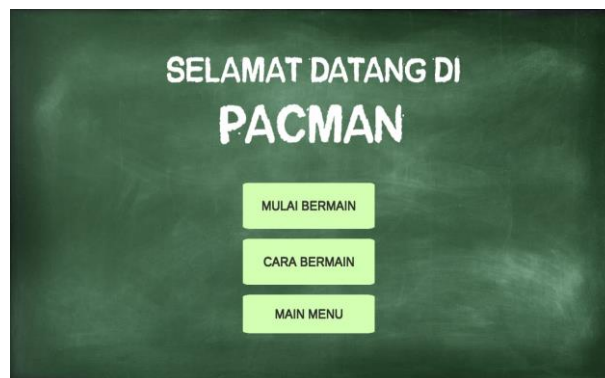 SELAMAT DATANG DI
PACMAN
MULAI BERMAIN
CARA BERMAIN
MAIN MENU